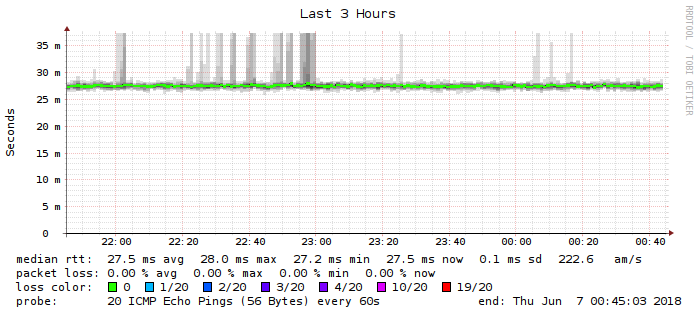 Last 3 Hours
RRDTOOL / TOBI OETIKER
Seconds
35 m
30 m
25 m
20 m
15 m
10 m
5 m
0
22:00 22:20 22:40 23:00 23:20 23:40 00:00 00:20 00:40
median rtt: 27.5 ms avg 28.0 ms max 27.2 ms min 27.5 ms now 0.1 ms sd 222.6 am/s
packet loss: 0.00 % avg 0.00 % max 0.00 % min 0.00 % now
loss color: 0 1/20 2/20 3/20 4/20 10/20 19/20
probe: 20 ICMP Echo Pings (56 Bytes) every 60s end: Thu Jun 7 00:45:03 2018